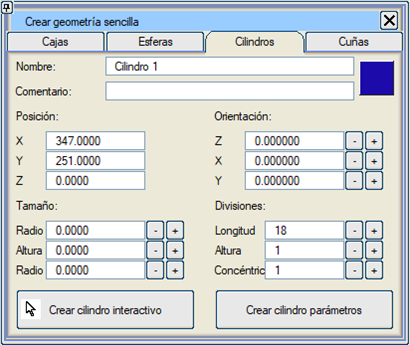 Crear geometría sencilla
Cajas Esferas Cilindros Cuñas
Nombre: Cilindro 1
Comentario:
Posición: Orientación:
X 347.0000 Z 0.000000 - +
Y 251.0000 X 0.000000 - +
Z 0.0000 Y 0.000000 - +
Tamaño: Divisiones:
Radio 0.0000 - + Longitud 18 - +
Altura 0.0000 - + Altura 1 - +
Radio 0.0000 - + Concéntric 1 - +
Crear cilindro interactivo Crear cilindro parámetros